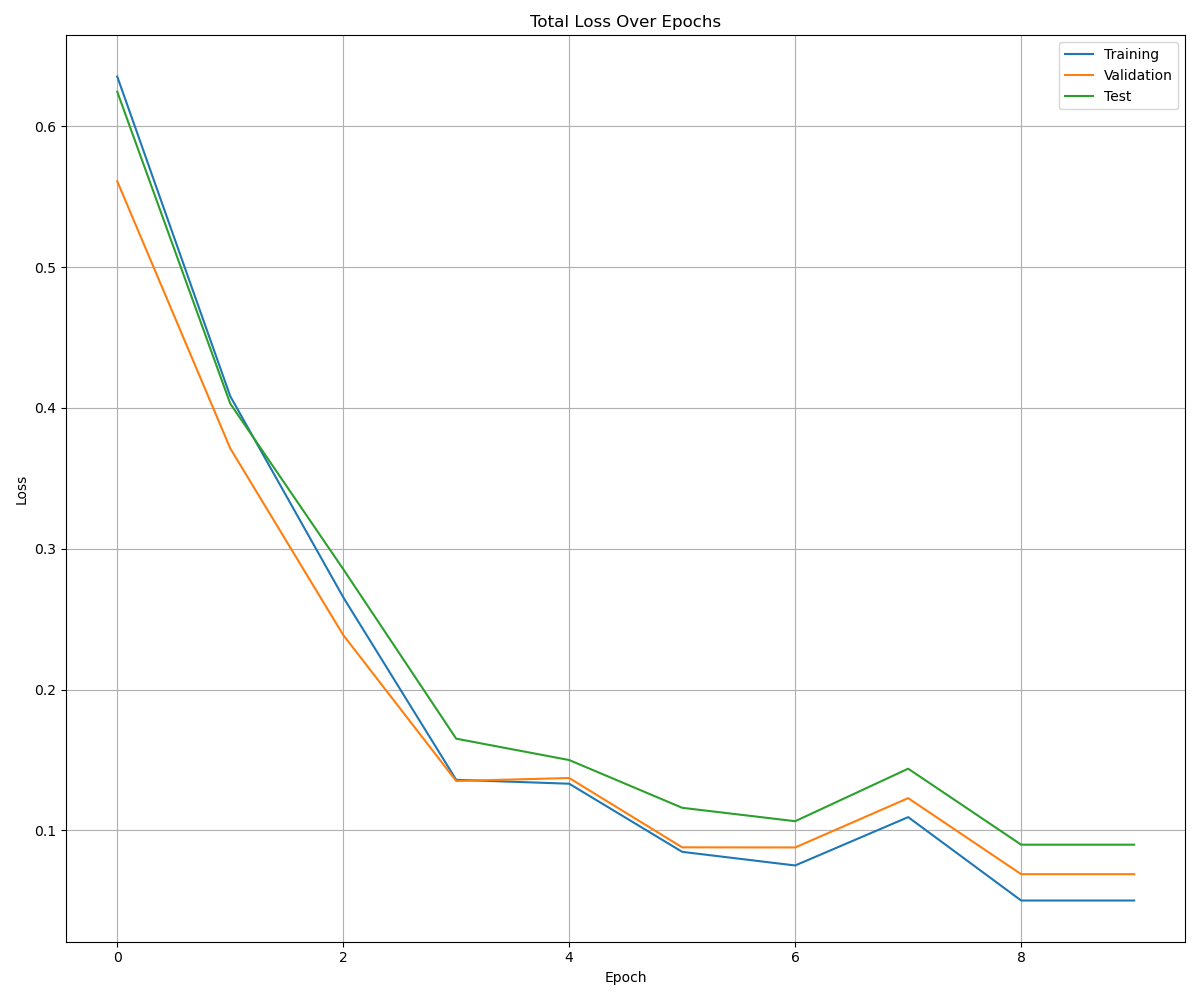 Total Loss Over Epochs
Training
Validation
Test
0.6
0.5
0.4
0.3
0.2
0.1
Loss
0 2 4 6 8
Epoch